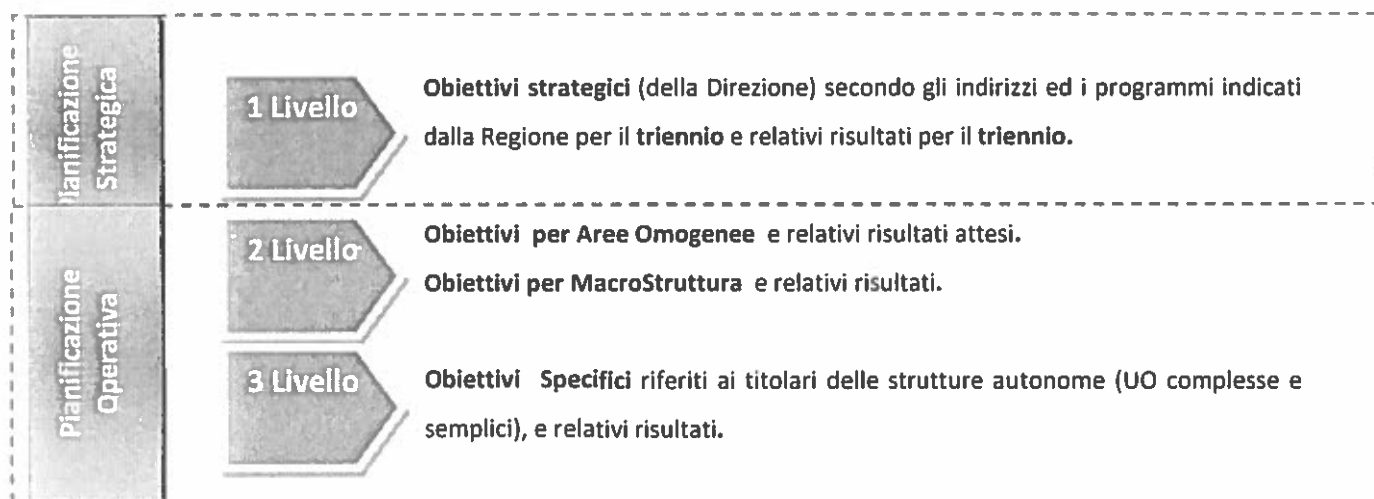 Pianificazione
Strategica
1 Livello
Obiettivi strategici (della Direzione) secondo gli indirizzi ed i programmi indicati
dalla Regione per il triennio e relativi risultati per il triennio.
Pianificazione
Operativa
2 Livello
Obiettivi per Aree Omogenee e relativi risultati attesi.
Obiettivi per MacroStruttura e relativi risultati.
3 Livello
Obiettivi Specifici riferiti ai titolari delle strutture autonome (UO complesse e
semplici), e relativi risultati.